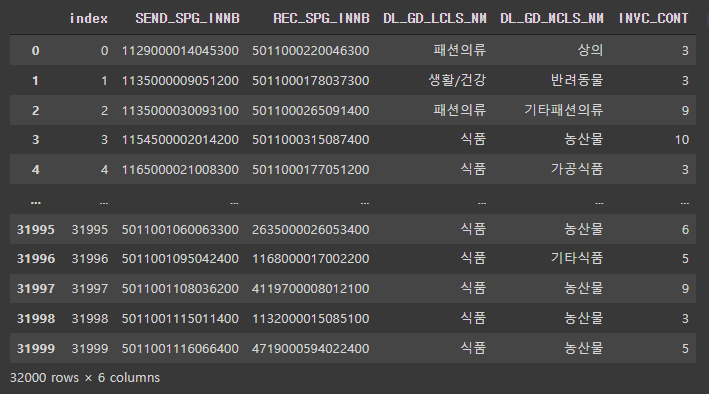 index SEND_SPG_INNB REC_SPG_INNB DL_GD_LCLS_NM DL_GD_MCLS_NM INVC_CONT
0 0 1129000014045300 5011000220046300 패션의류 상의 3
1 1 1135000009051200 5011000178037300 생활/건강 반려동물 3
2 2 1135000030093100 5011000265091400 패션의류 기타패션의류 9
3 3 1154500002014200 5011000315087400 식품 농산물 10
4 4 1165000021008300 5011000177051200 식품 가공식품 3
... ... ... ... ... ... ...
31995 31995 5011001060063300 2635000026053400 식품 농산물 6
31996 31996 5011001095042400 1168000017002200 식품 기타식품 5
31997 31997 5011001108036200 4119700008012100 식품 농산물 9
31998 31998 5011001115011400 1132000015085100 식품 농산물 3
31999 31999 5011001116066400 4719000594022400 식품 농산물 5
32000 rows × 6 columns